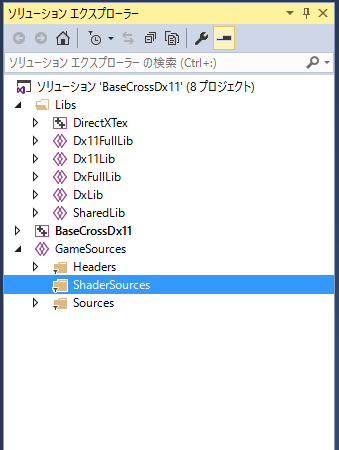 ソリューション エクスプローラー
ソリューション エクスプローラー の検索 (Ctrl+:)
ソリューション 'BaseCrossDx11' (8 プロジェクト)
Libs
DirectXTex
Dx11FullLib
Dx11Lib
DxFullLib
DxLib
SharedLib
BaseCrossDx11
GameSources
Headers
ShaderSources
Sources